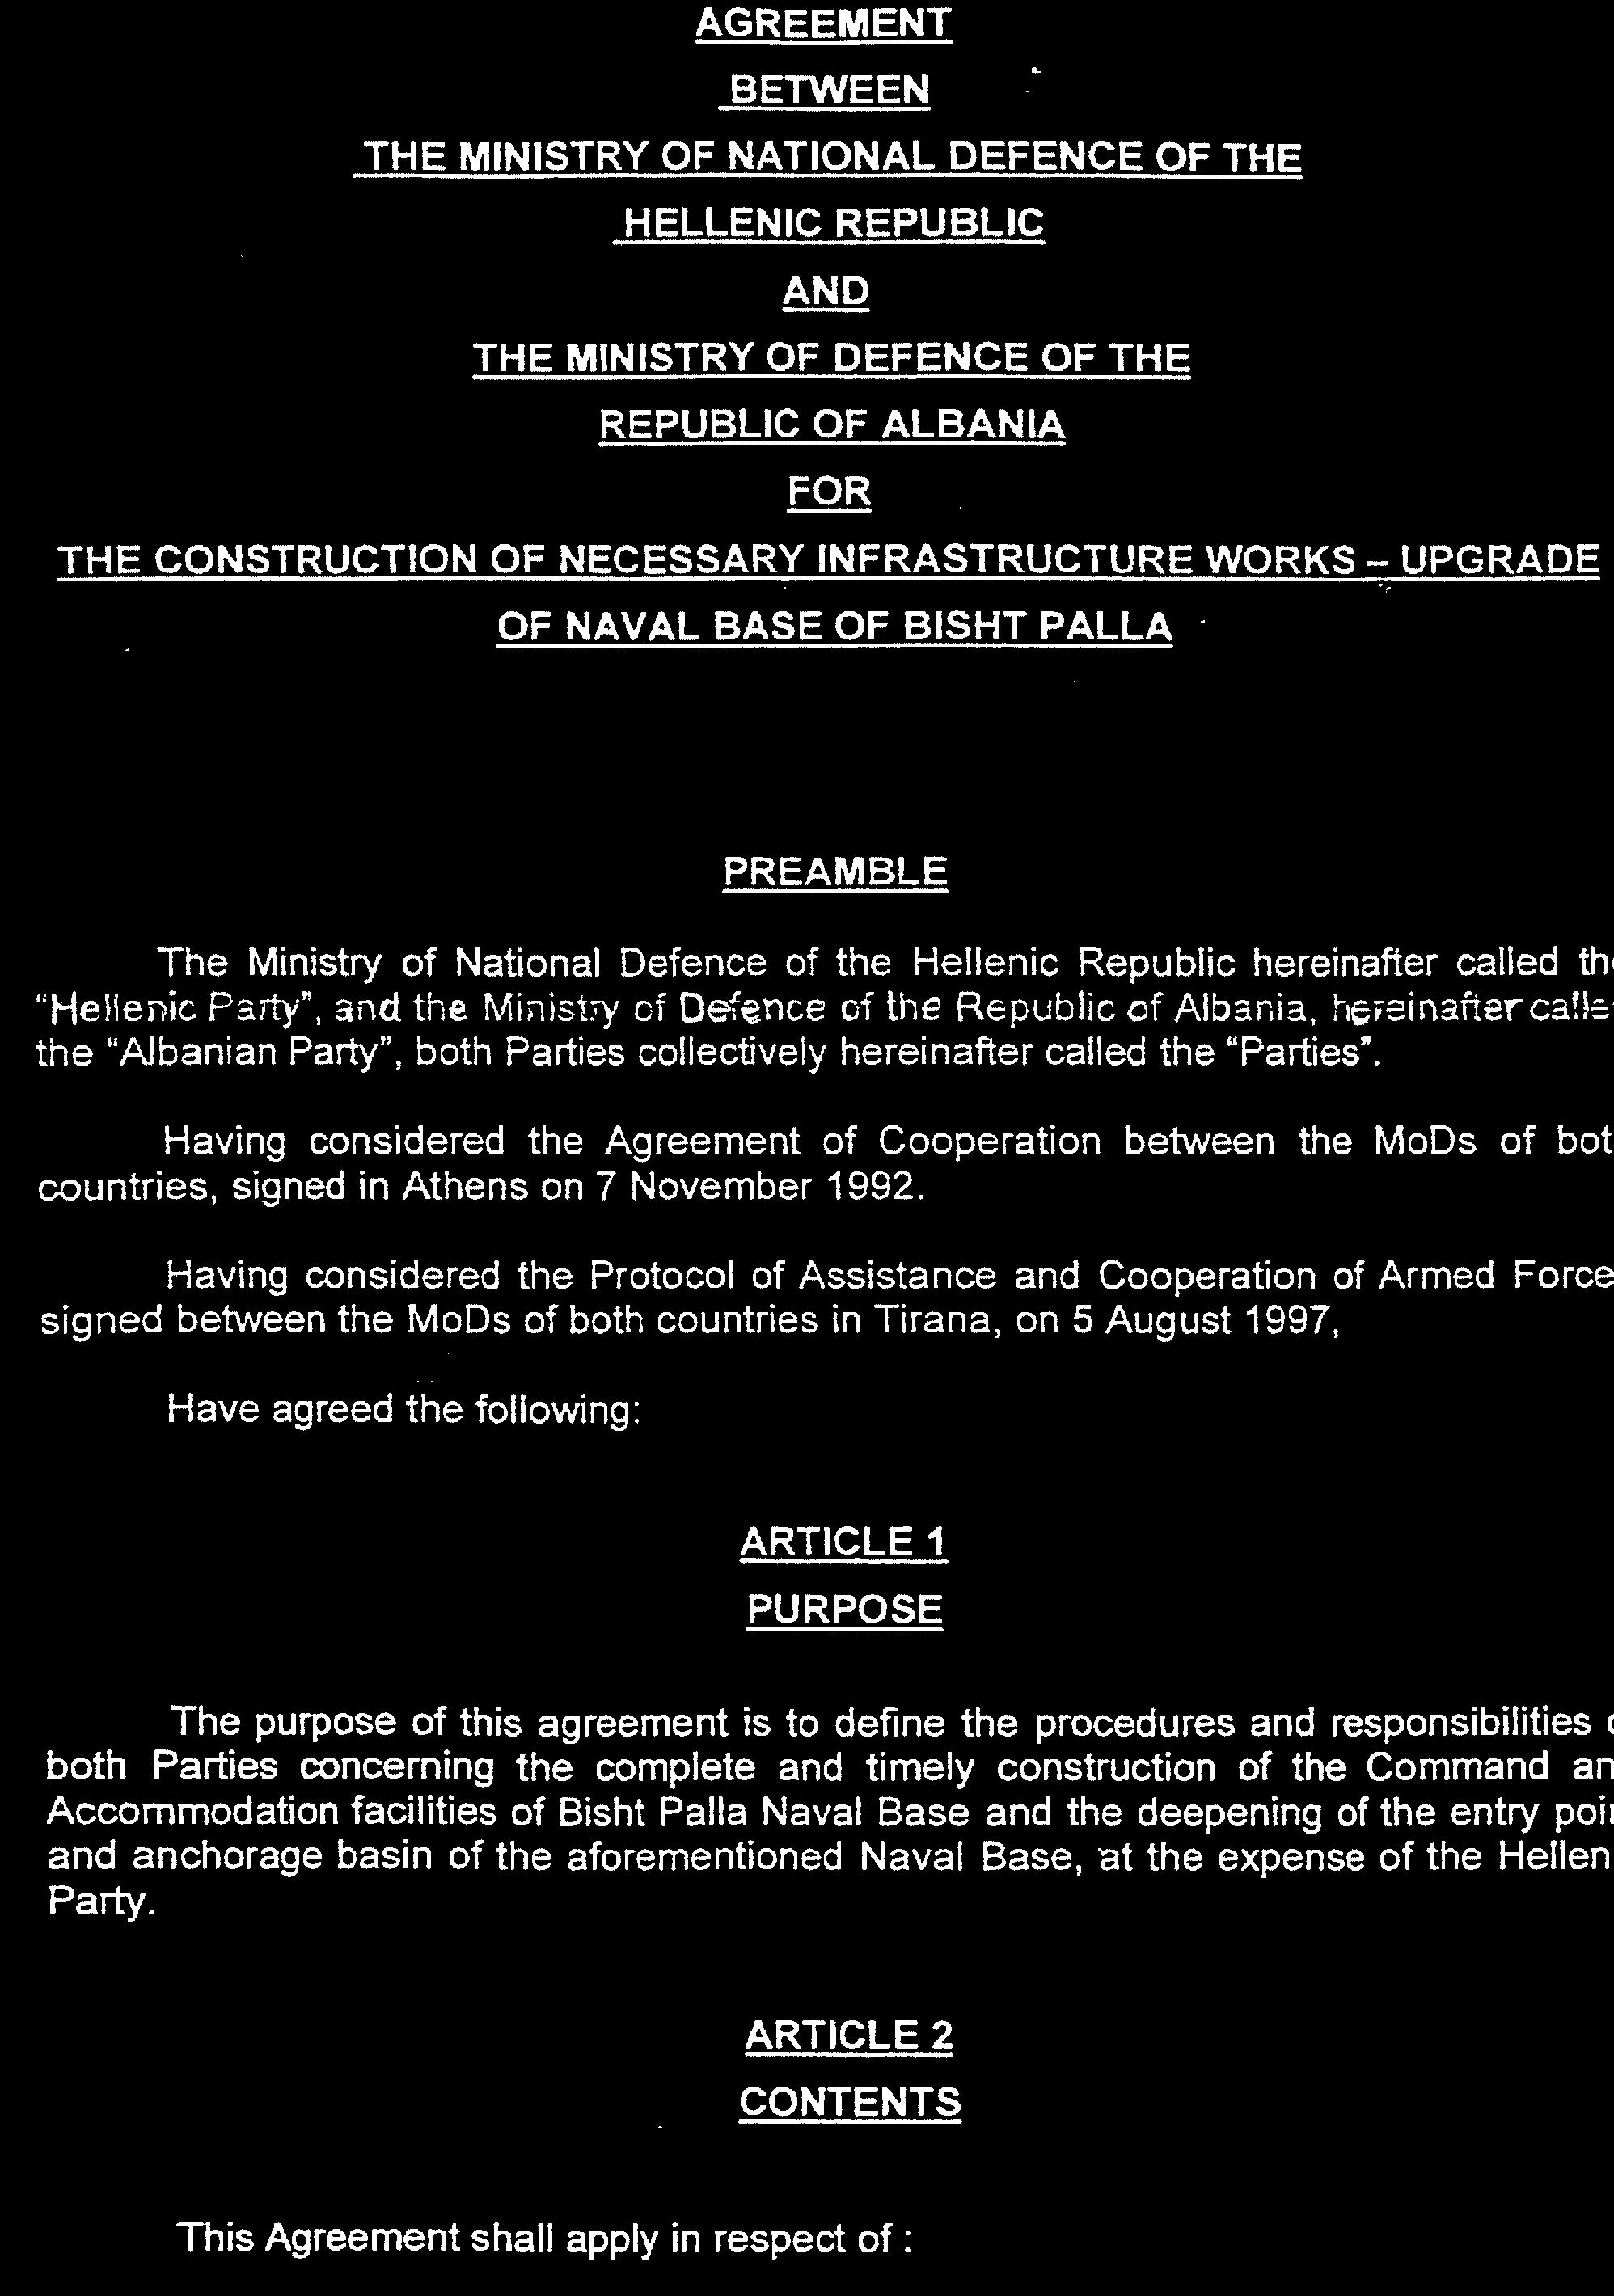 AGREEMENT
BETWEEN
THE MINISTRY OF NATIONAL DEFENCE OF THE
HELLENIC REPUBLIC
AND
THE MINISTRY OF DEFENCE OF THE
REPUBLIC OF ALBANIA
FOR
THE CONSTRUCTION OF NECESSARY INFRASTRUCTURE WORKS – UPGRADE
OF NAVAL BASE OF BISHT PALLA
PREAMBLE
The Ministry of National Defence of the Hellenic Republic hereinafter called th
“Hellenic Party”, and the Ministry of Defence of the Republic of Albania, hereinafter calle
the “Albanian Party”, both Parties collectively hereinafter called the “Parties”.
Having considered the Agreement of Cooperation between the MoDs of bot
countries, signed in Athens on 7 November 1992.
Having considered the Protocol of Assistance and Cooperation of Armed Force
signed between the MoDs of both countries in Tirana, on 5 August 1997,
Have agreed the following:
ARTICLE 1
PURPOSE
The purpose of this agreement is to define the procedures and responsibilities
both Parties concerning the complete and timely construction of the Command an
Accommodation facilities of Bisht Palla Naval Base and the deepening of the entry poi
and anchorage basin of the aforementioned Naval Base, at the expense of the Hellen
Party.
ARTICLE 2
CONTENTS
This Agreement shall apply in respect of :